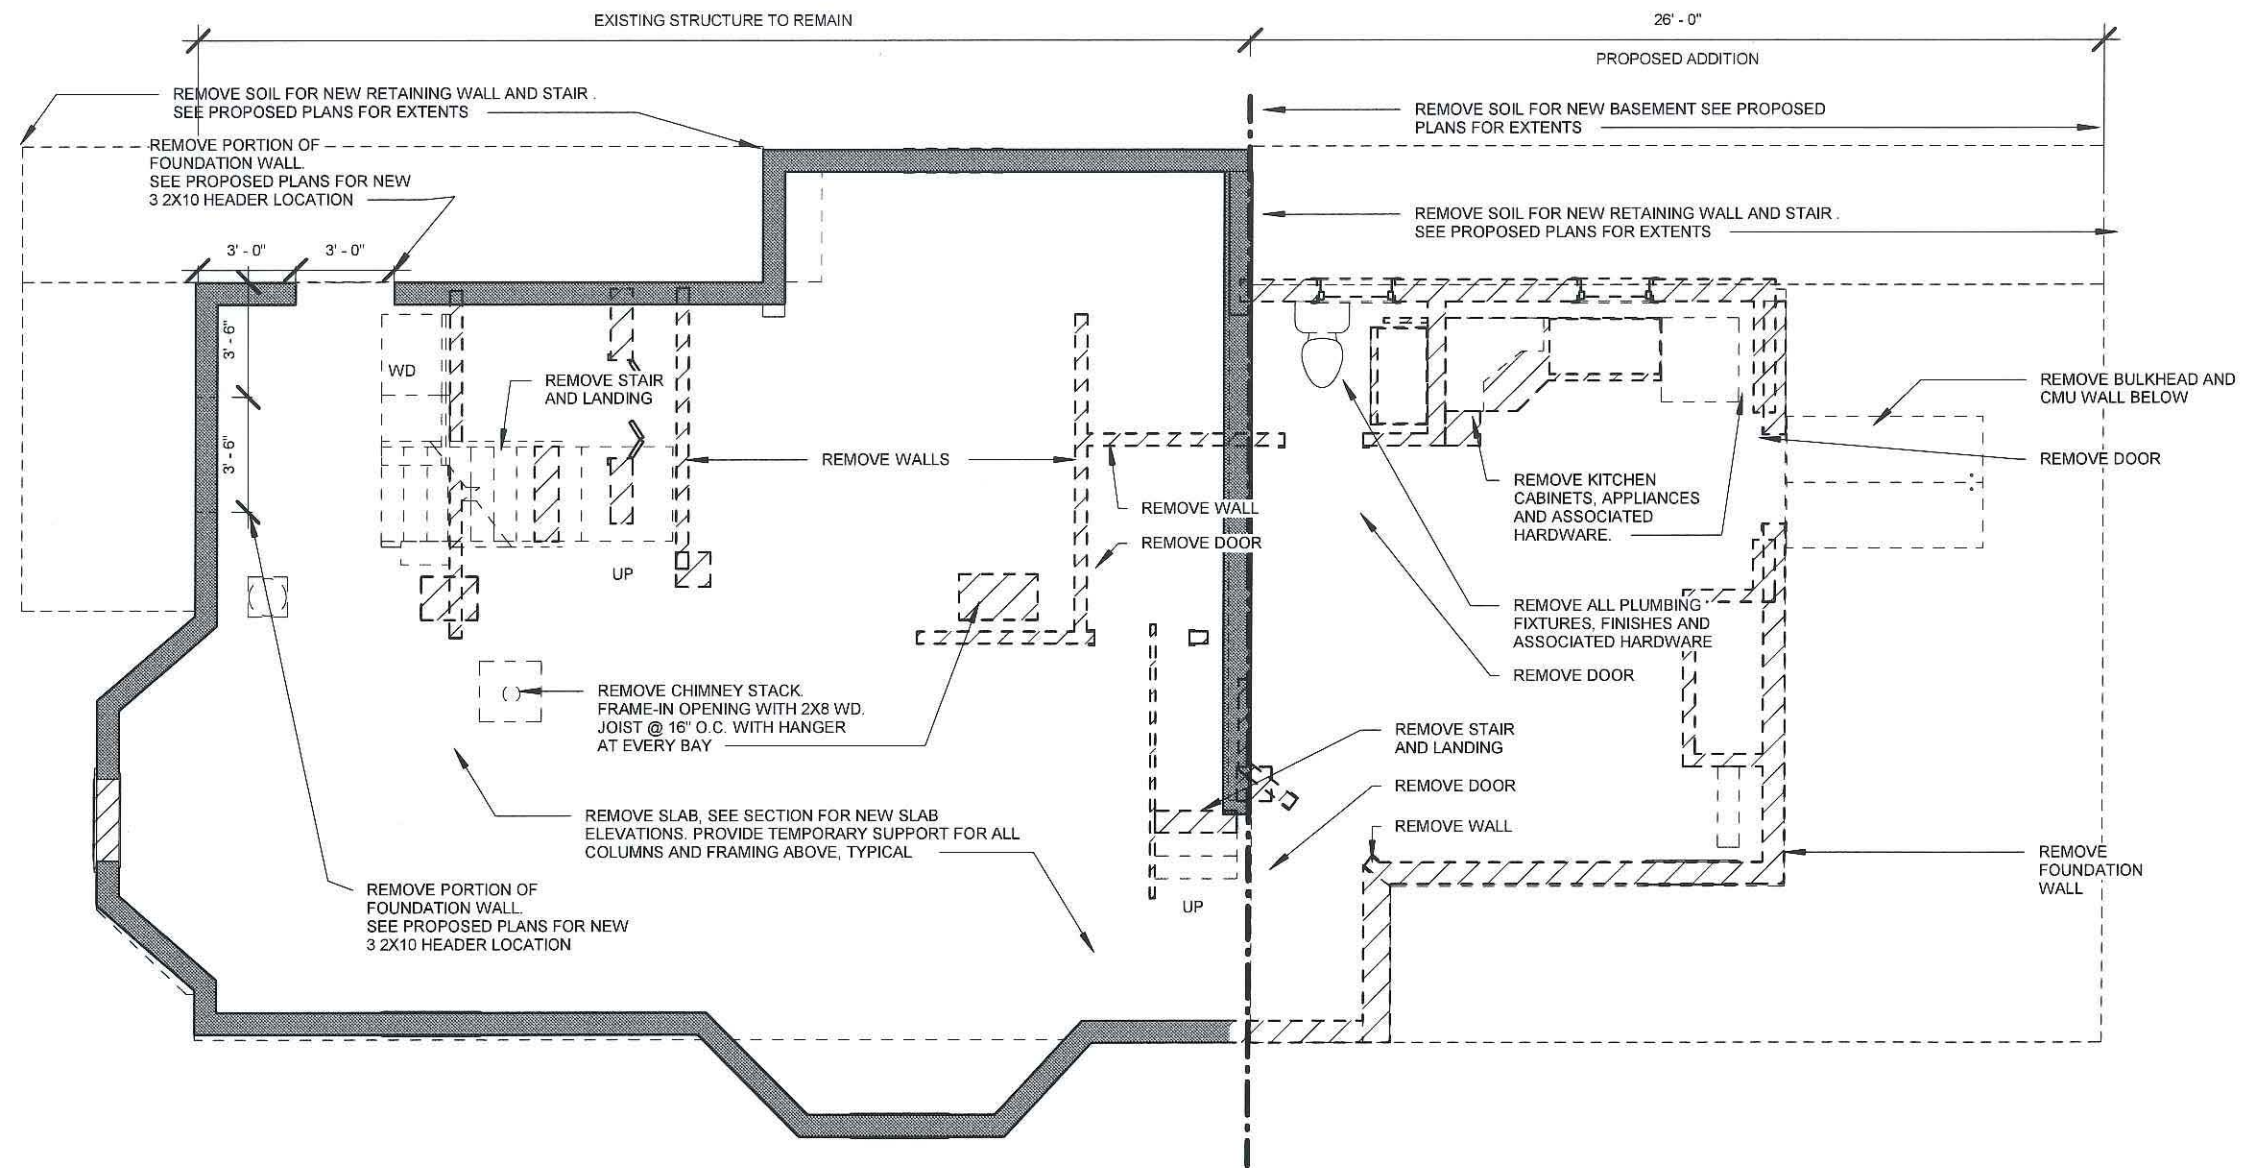 EXISTING STRUCTURE TO REMAIN
26' - 0"
PROPOSED ADDITION
REMOVE SOIL FOR NEW RETAINING WALL AND STAIR .
SEE PROPOSED PLANS FOR EXTENTS
REMOVE SOIL FOR NEW BASEMENT SEE PROPOSED
PLANS FOR EXTENTS
REMOVE PORTION OF
FOUNDATION WALL.
SEE PROPOSED PLANS FOR NEW
3 2X10 HEADER LOCATION
REMOVE SOIL FOR NEW RETAINING WALL AND STAIR .
SEE PROPOSED PLANS FOR EXTENTS
3' - 0"
3' - 0"
3' - 6"
3' - 6"
WD
REMOVE STAIR
AND LANDING
REMOVE WALLS
REMOVE BULKHEAD AND
CMU WALL BELOW
REMOVE DOOR
REMOVE KITCHEN
CABINETS, APPLIANCES
AND ASSOCIATED
HARDWARE.
REMOVE WALL
REMOVE DOOR
UP
REMOVE ALL PLUMBING
FIXTURES, FINISHES AND
ASSOCIATED HARDWARE
REMOVE DOOR
REMOVE CHIMNEY STACK.
FRAME-IN OPENING WITH 2X8 WD.
JOIST @ 16" O.C. WITH HANGER
AT EVERY BAY
REMOVE STAIR
AND LANDING
REMOVE DOOR
REMOVE SLAB, SEE SECTION FOR NEW SLAB
ELEVATIONS. PROVIDE TEMPORARY SUPPORT FOR ALL
COLUMNS AND FRAMING ABOVE, TYPICAL
REMOVE WALL
REMOVE
FOUNDATION
WALL
REMOVE PORTION OF
FOUNDATION WALL.
SEE PROPOSED PLANS FOR NEW
3 2X10 HEADER LOCATION
UP